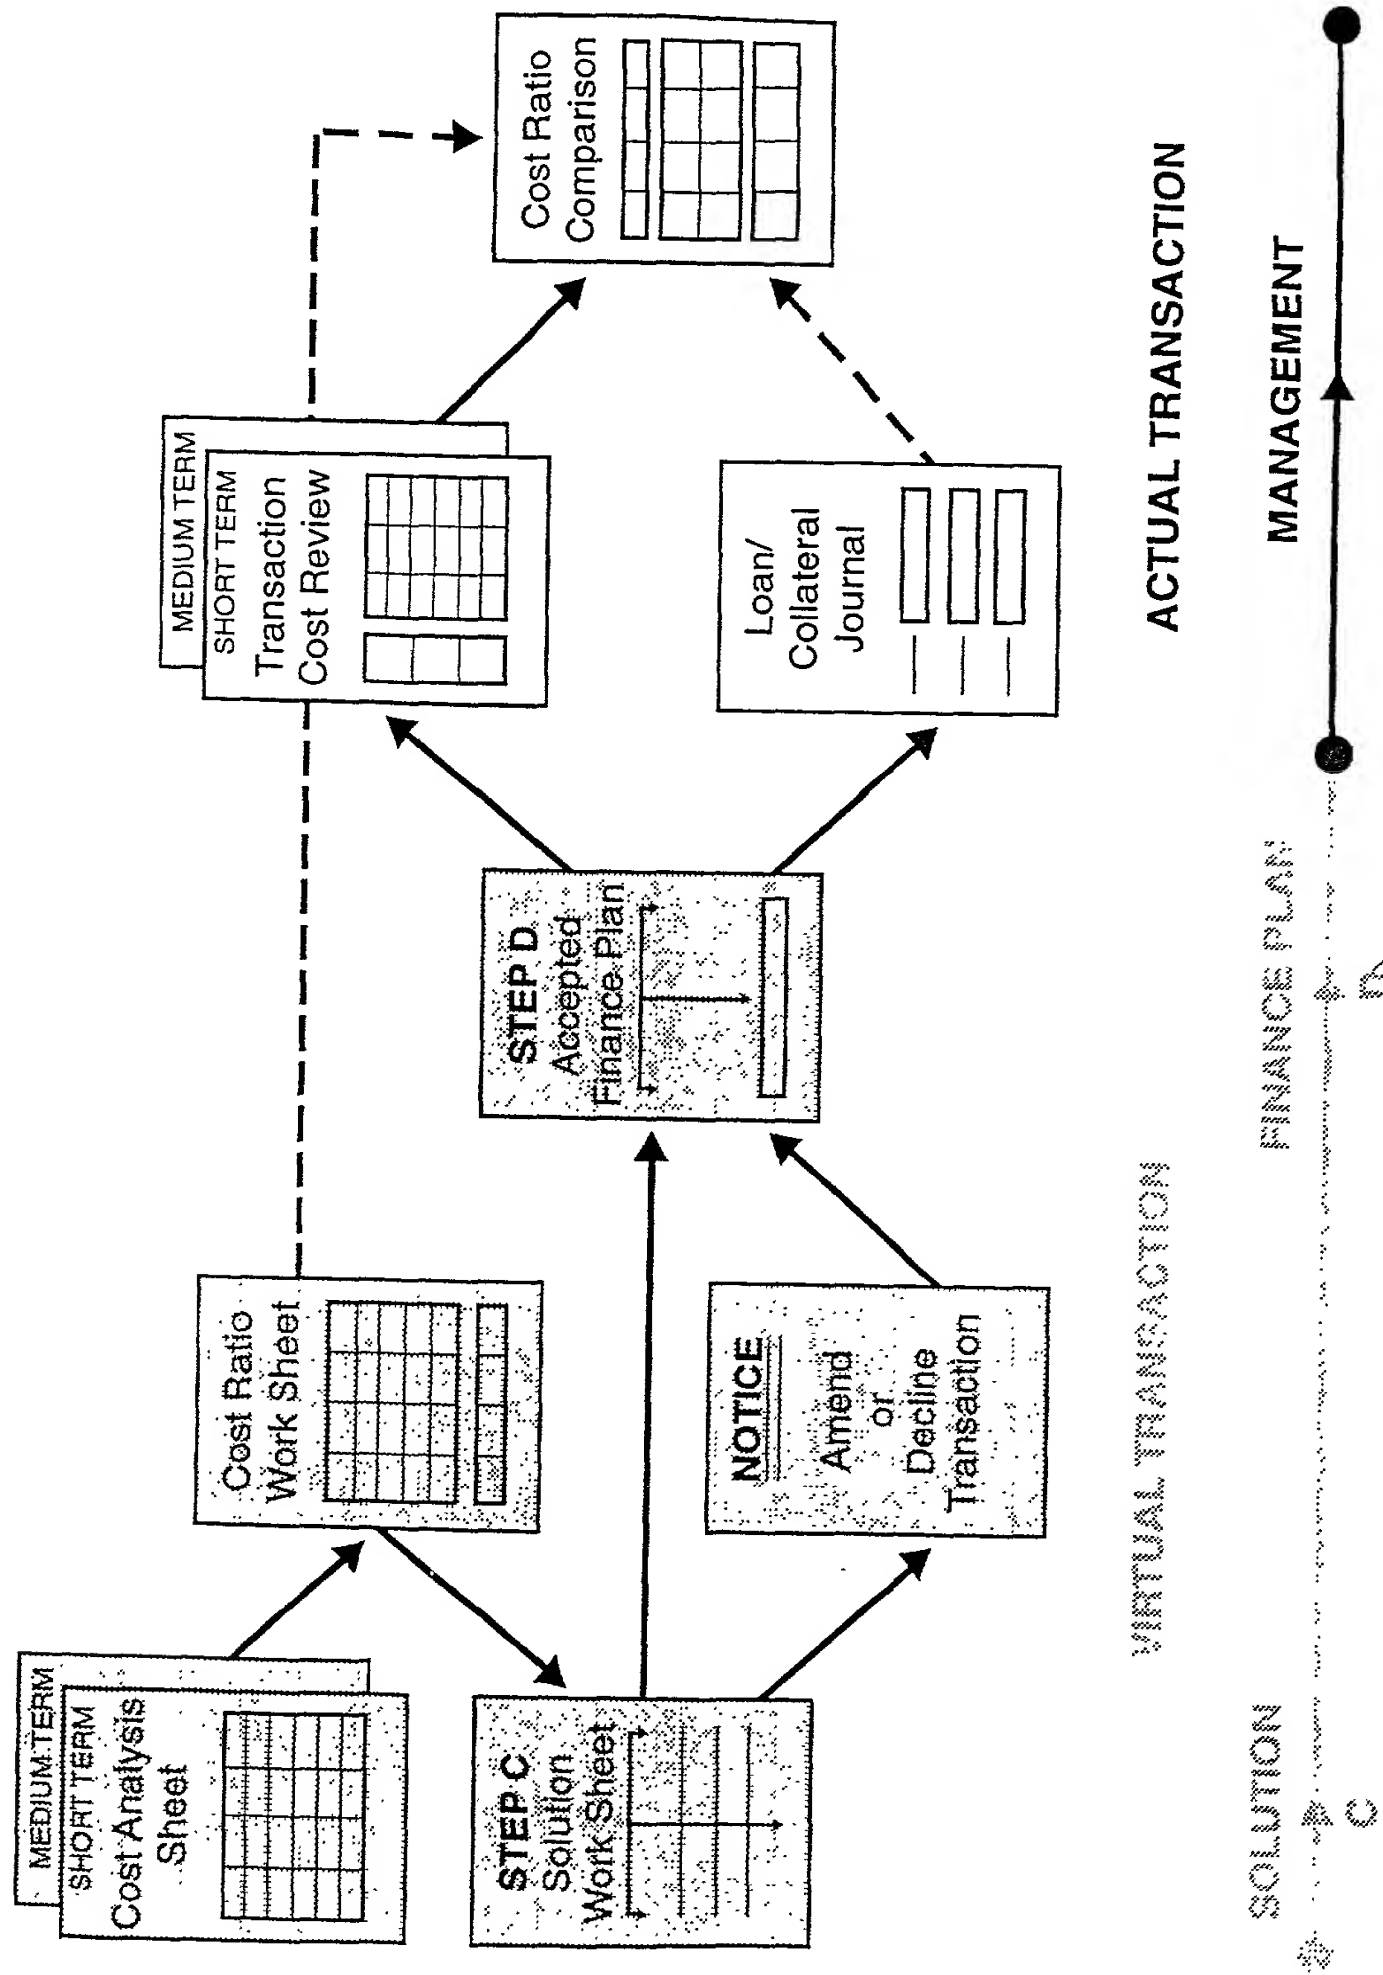 MEDIUM TERM
SHORT TERM
Cost Analysis
Sheet
STEP C
Solution
Work Sheet
Cost Ratio
Work Sheet
NOTICE
Amend
or
Decline
Transaction
STEP D
Accepted
Finance Plan
MEDIUM TERM
SHORT TERM
Transaction
Cost Review
Loan/
Collateral
Journal
Cost Ratio
Comparison
VIRTUAL TRANSACTION
ACTUAL TRANSACTION
SOLUTION
FINANCE PLAN
MANAGEMENT
C
D